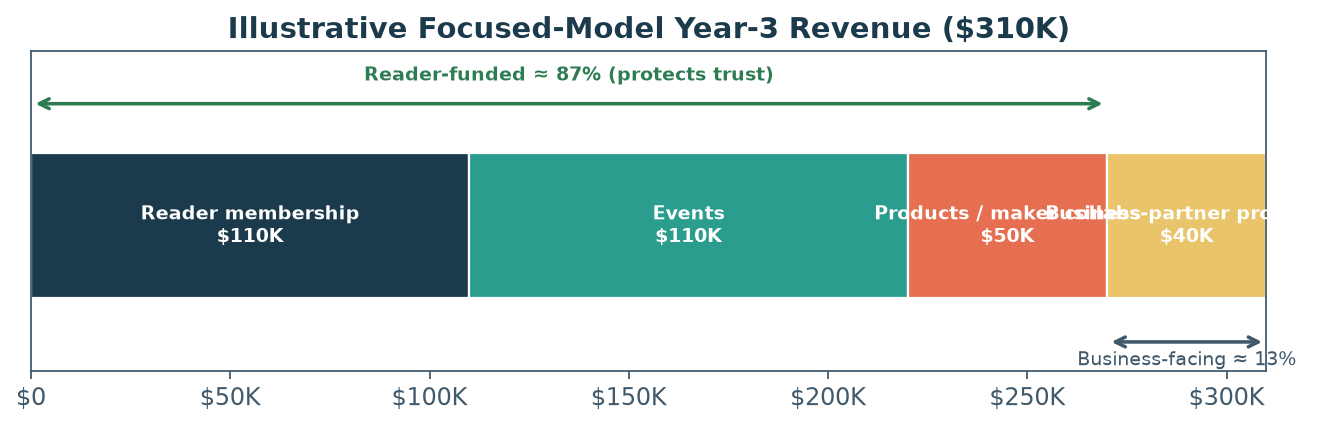 Illustrative Focused-Model Year-3 Revenue ($310K)
Reader-funded ≈ 87% (protects trust)
Reader membership
$110K
Events
$110K
Products / maker
$50K
-partner
$40K
Business-facing ≈ 13%
$0 $50K $100K $150K $200K $250K $300K